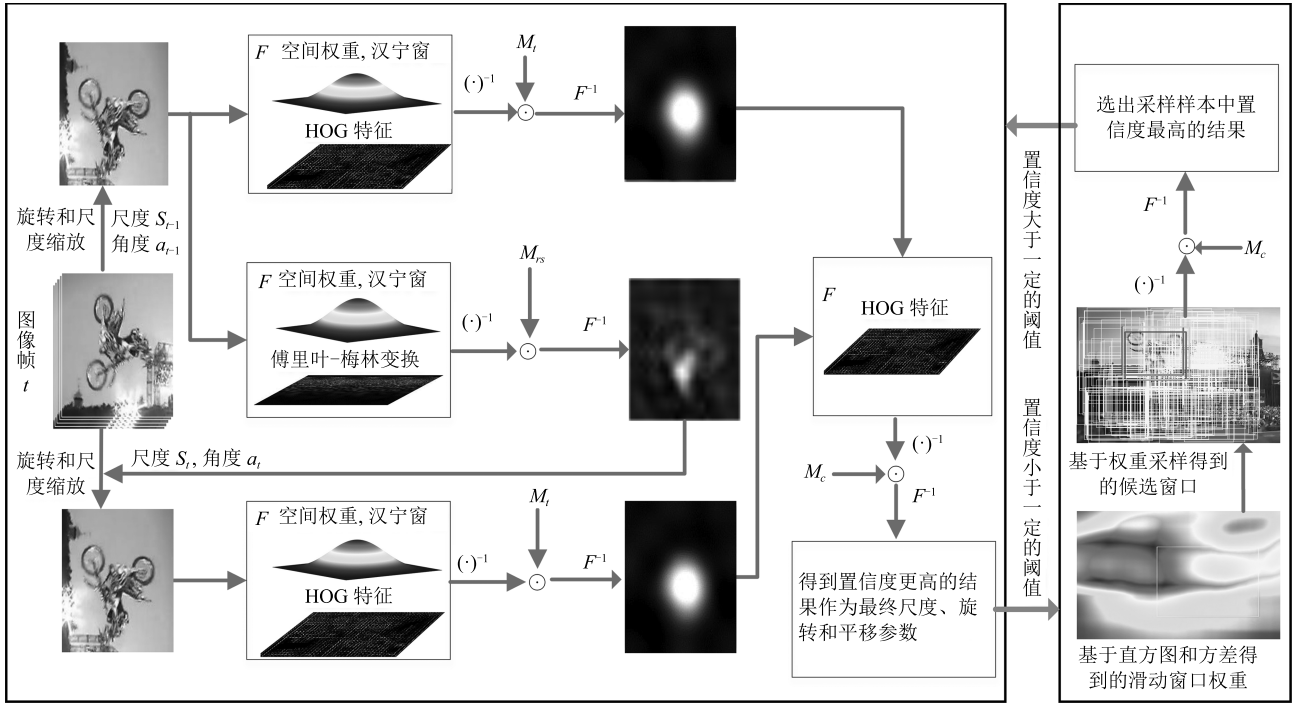 旋转和尺
度缩放
尺度 S_{t-1}
角度 a_{t-1}
图
像
帧
t
旋转和尺
度缩放
尺度 S_t, 角度 a_t
F 空间权重, 汉宁窗
HOG 特征
(·)^{-1}
M_t
⊙
F^{-1}
F 空间权重, 汉宁窗
傅里叶-梅林变换
(·)^{-1}
M_{rs}
⊙
F^{-1}
F 空间权重, 汉宁窗
HOG 特征
(·)^{-1}
M_t
⊙
F^{-1}
F
HOG 特征
(·)^{-1}
M_c
⊙
F^{-1}
得到置信度更高的结
果作为最终尺度、旋
转和平移参数
置信度大于一定的阈值
置信度小于一定的阈值
选出采样样本中置
信度最高的结果
F^{-1}
⊙
M_c
(·)^{-1}
基于权重采样得到
的候选窗口
基于直方图和方差得
到的滑动窗口权重